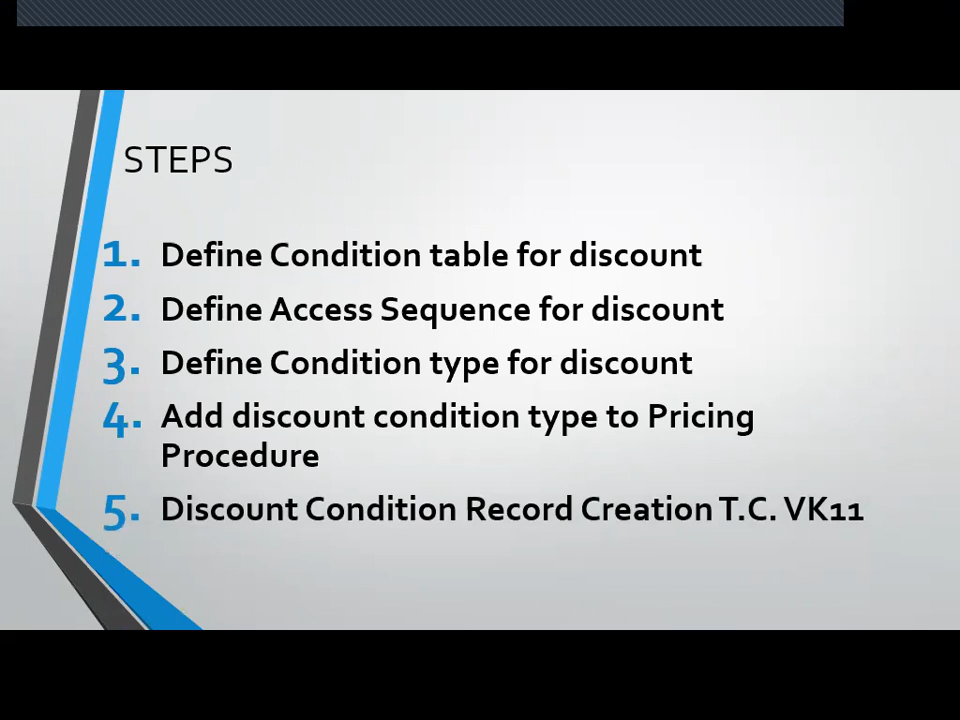 STEPS
1. Define Condition table for discount
2. Define Access Sequence for discount
3. Define Condition type for discount
4. Add discount condition type to Pricing
Procedure
5. Discount Condition Record Creation T.C. VK11